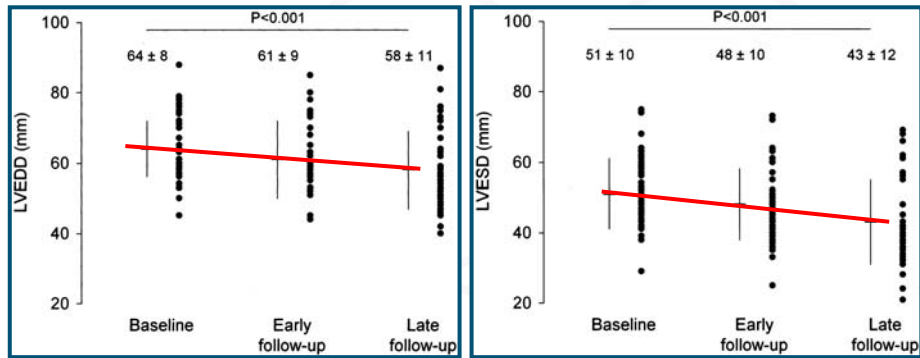 P<0.001
100
64 ± 8 61 ± 9 58 ± 11
80
LVEDD (mm)
60
40
20
Baseline Early Late
follow-up follow-up
P<0.001
100
51 ± 10 48 ± 10 43 ± 12
80
LVESD (mm)
60
40
20
Baseline Early Late
follow-up follow-up